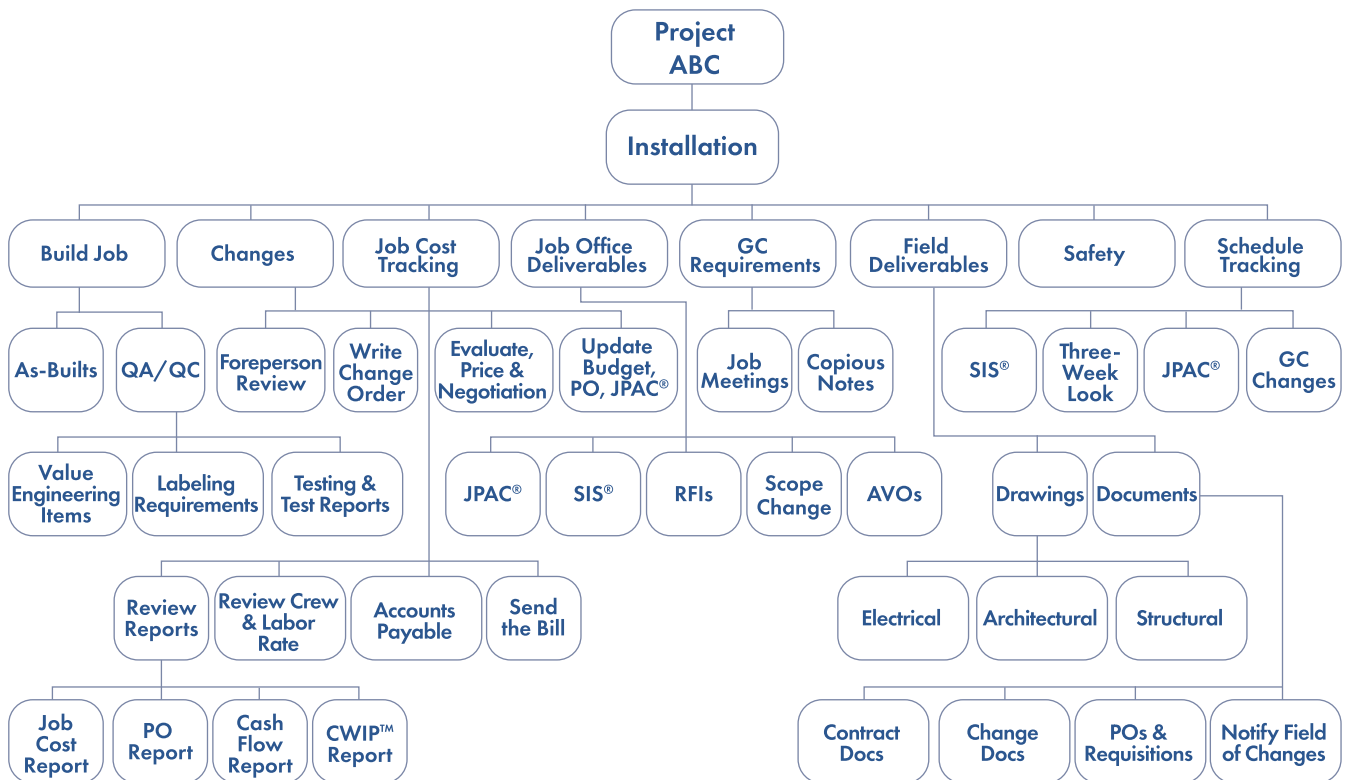 Project
ABC
Installation
Build Job
Changes
Job Cost
Tracking
Job Office
Deliverables
GC
Requirements
Field
Deliverables
Safety
Schedule
Tracking
As-Builts
QA/QC
Foreperson
Review
Write
Change
Order
Evaluate,
Price &
Negotiation
Update
Budget,
PO, JPAC®
Job
Meetings
Copious
Notes
SIS®
Three-
Week
Look
JPAC®
GC
Changes
Value
Engineering
Items
Labeling
Requirements
Testing &
Test Reports
JPAC®
SIS®
RFIs
Scope
Change
AVOs
Drawings
Documents
Review
Reports
Review Crew
& Labor
Rate
Accounts
Payable
Send
the Bill
Electrical
Architectural
Structural
Job
Cost
Report
PO
Report
Cash
Flow
Report
CWIP™
Report
Contract
Docs
Change
Docs
POs &
Requisitions
Notify Field
of Changes